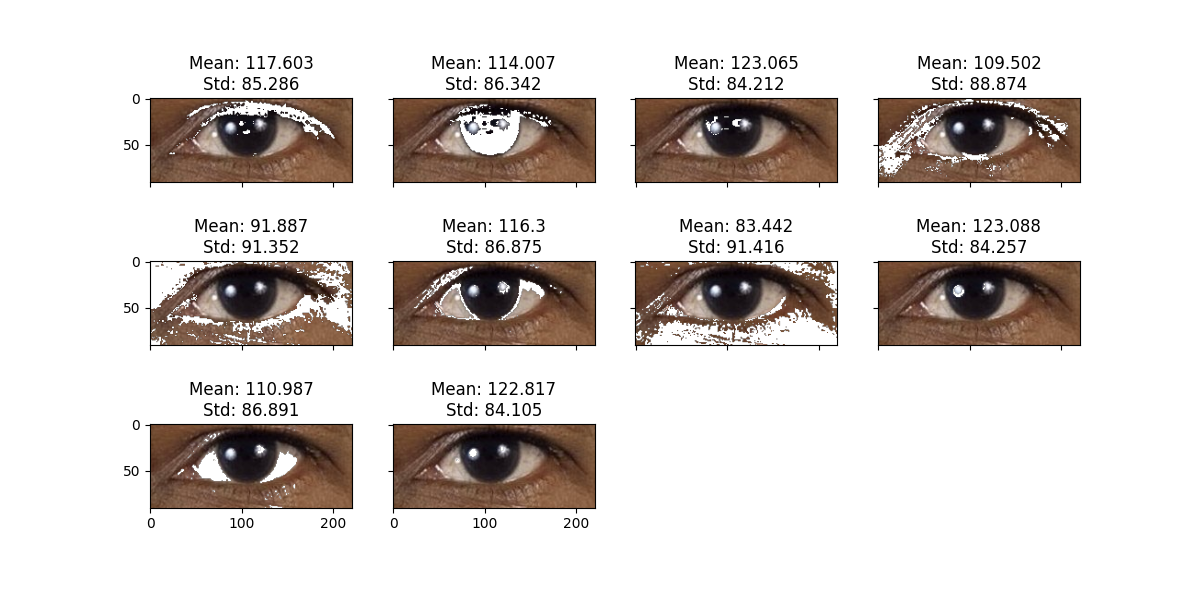 Mean: 117.603
Std: 85.286
Mean: 114.007
Std: 86.342
Mean: 123.065
Std: 84.212
Mean: 109.502
Std: 88.874
0
50
Mean: 91.887
Std: 91.352
Mean: 116.3
Std: 86.875
Mean: 83.442
Std: 91.416
Mean: 123.088
Std: 84.257
0
50
Mean: 110.987
Std: 86.891
Mean: 122.817
Std: 84.105
0
50
0 100 200
0 100 200